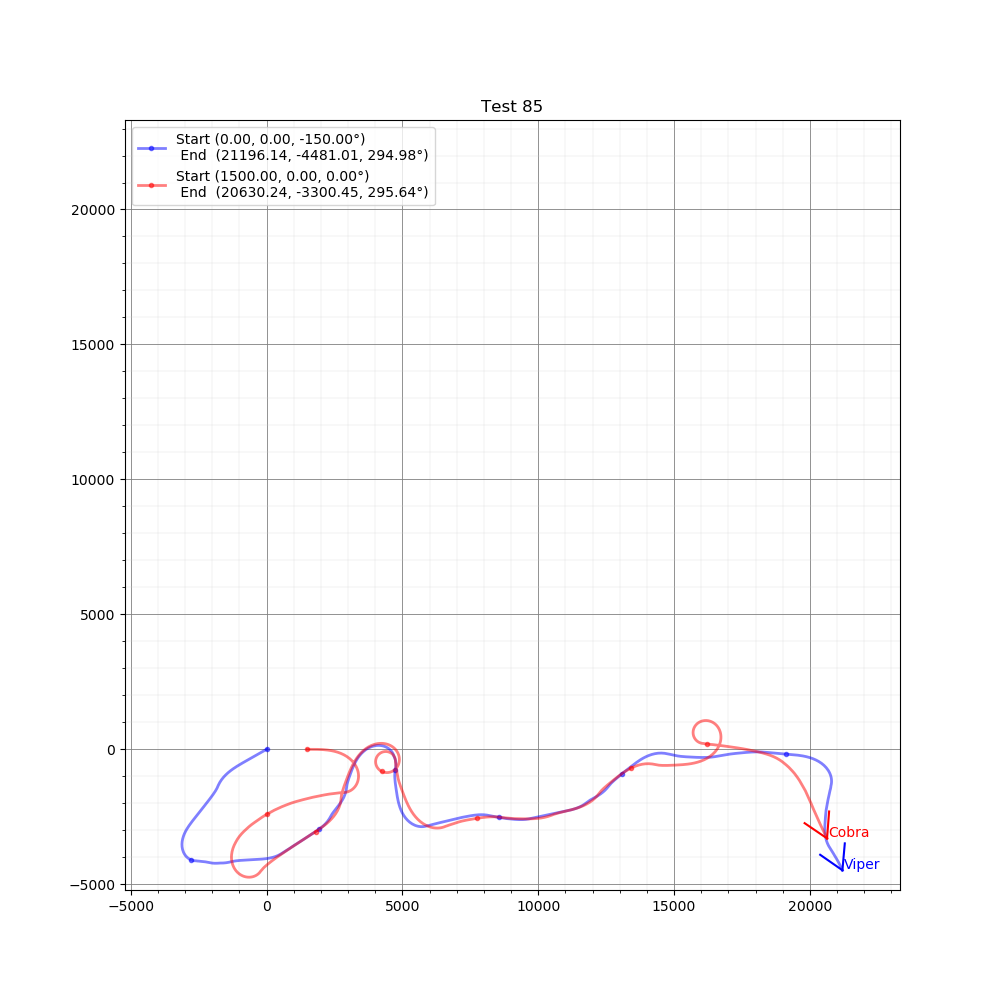 Test 85
Start (0.00, 0.00, -150.00°)
End (21196.14, -4481.01, 294.98°)
Start (1500.00, 0.00, 0.00°)
End (20630.24, -3300.45, 295.64°)
20000
15000
10000
5000
0
−5000
Cobra
Viper
−5000
0
5000
10000
15000
20000